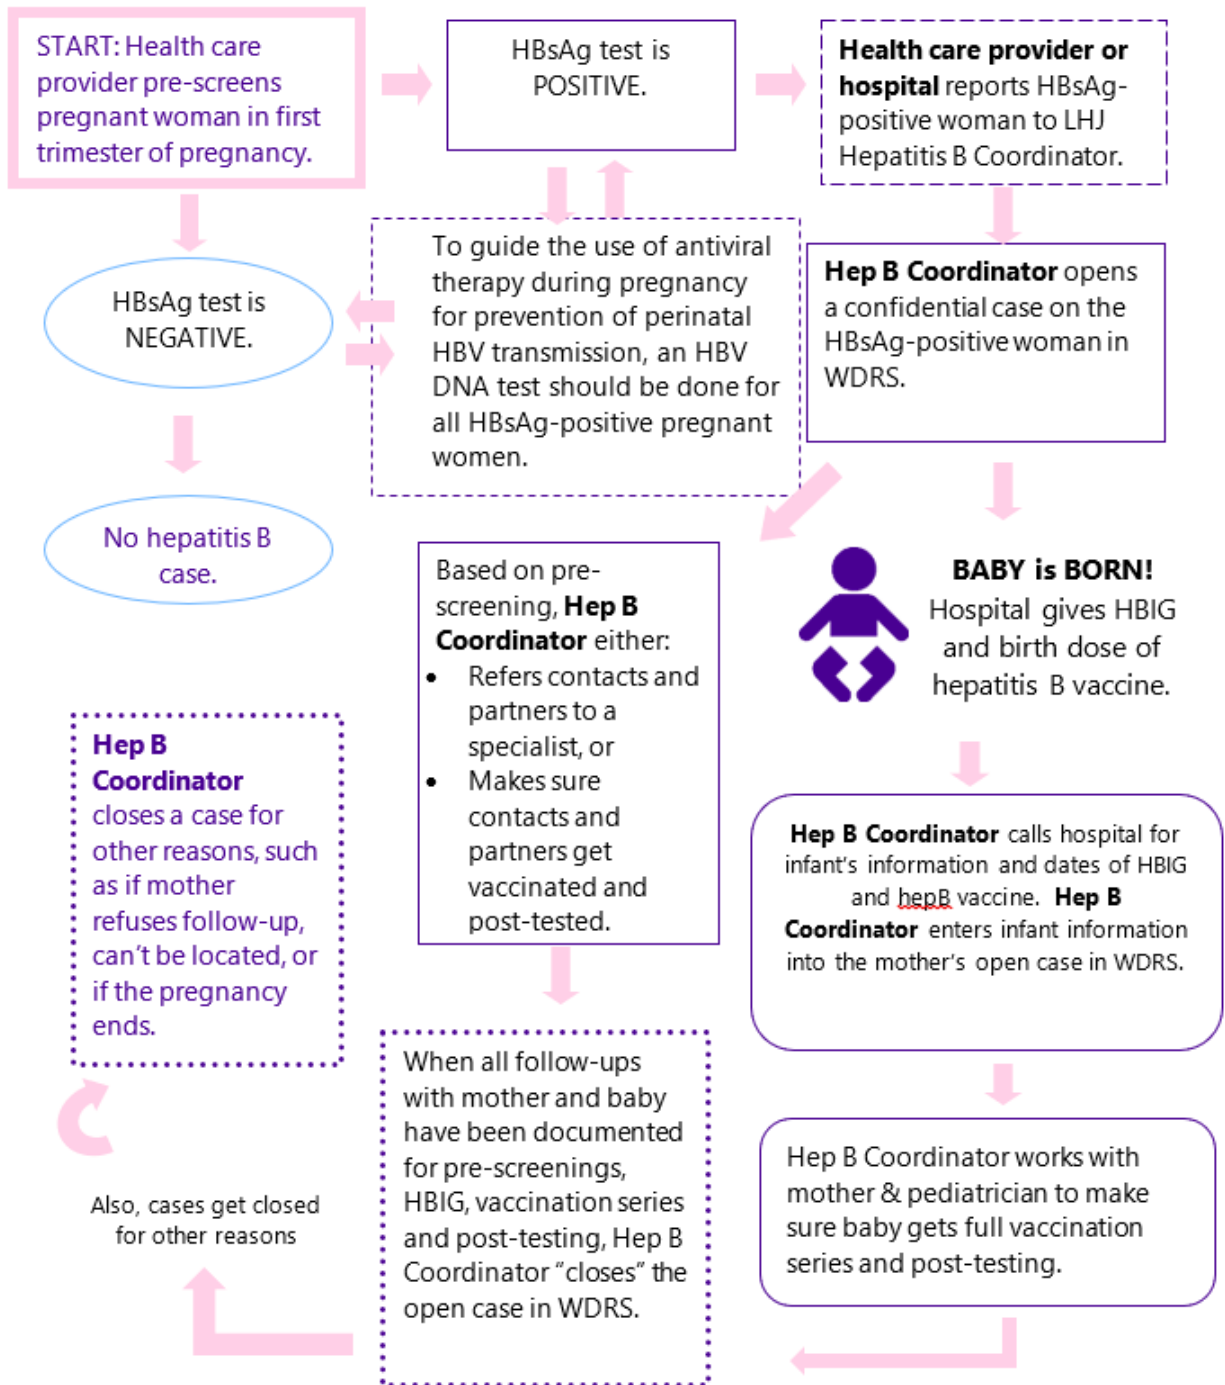 START: Health care
provider pre-screens
pregnant woman in first
trimester of pregnancy.
HBsAg test is
POSITIVE.
Health care provider or
hospital reports HBsAg-
positive woman to LHJ
Hepatitis B Coordinator.
HBsAg test is
NEGATIVE.
To guide the use of antiviral
therapy during pregnancy
for prevention of perinatal
HBV transmission, an HBV
DNA test should be done for
all HBsAg-positive pregnant
women.
Hep B Coordinator opens
a confidential case on the
HBsAg-positive woman in
WDRS.
No hepatitis B
case.
Based on pre-
screening, Hep B
Coordinator either:
• Refers contacts and
partners to a
specialist, or
• Makes sure
contacts and
partners get
vaccinated and
post-tested.
BABY is BORN!
Hospital gives HBIG
and birth dose of
hepatitis B vaccine.
Hep B
Coordinator
closes a case for
other reasons, such
as if mother
refuses follow-up,
can't be located, or
if the pregnancy
ends.
Hep B Coordinator calls hospital for
infant's information and dates of HBIG
and hepB vaccine. Hep B
Coordinator enters infant information
into the mother's open case in WDRS.
When all follow-ups
with mother and baby
have been documented
for pre-screenings,
HBIG, vaccination series
and post-testing, Hep B
Coordinator "closes" the
open case in WDRS.
Hep B Coordinator works with
mother & pediatrician to make
sure baby gets full vaccination
series and post-testing.
Also, cases get closed
for other reasons